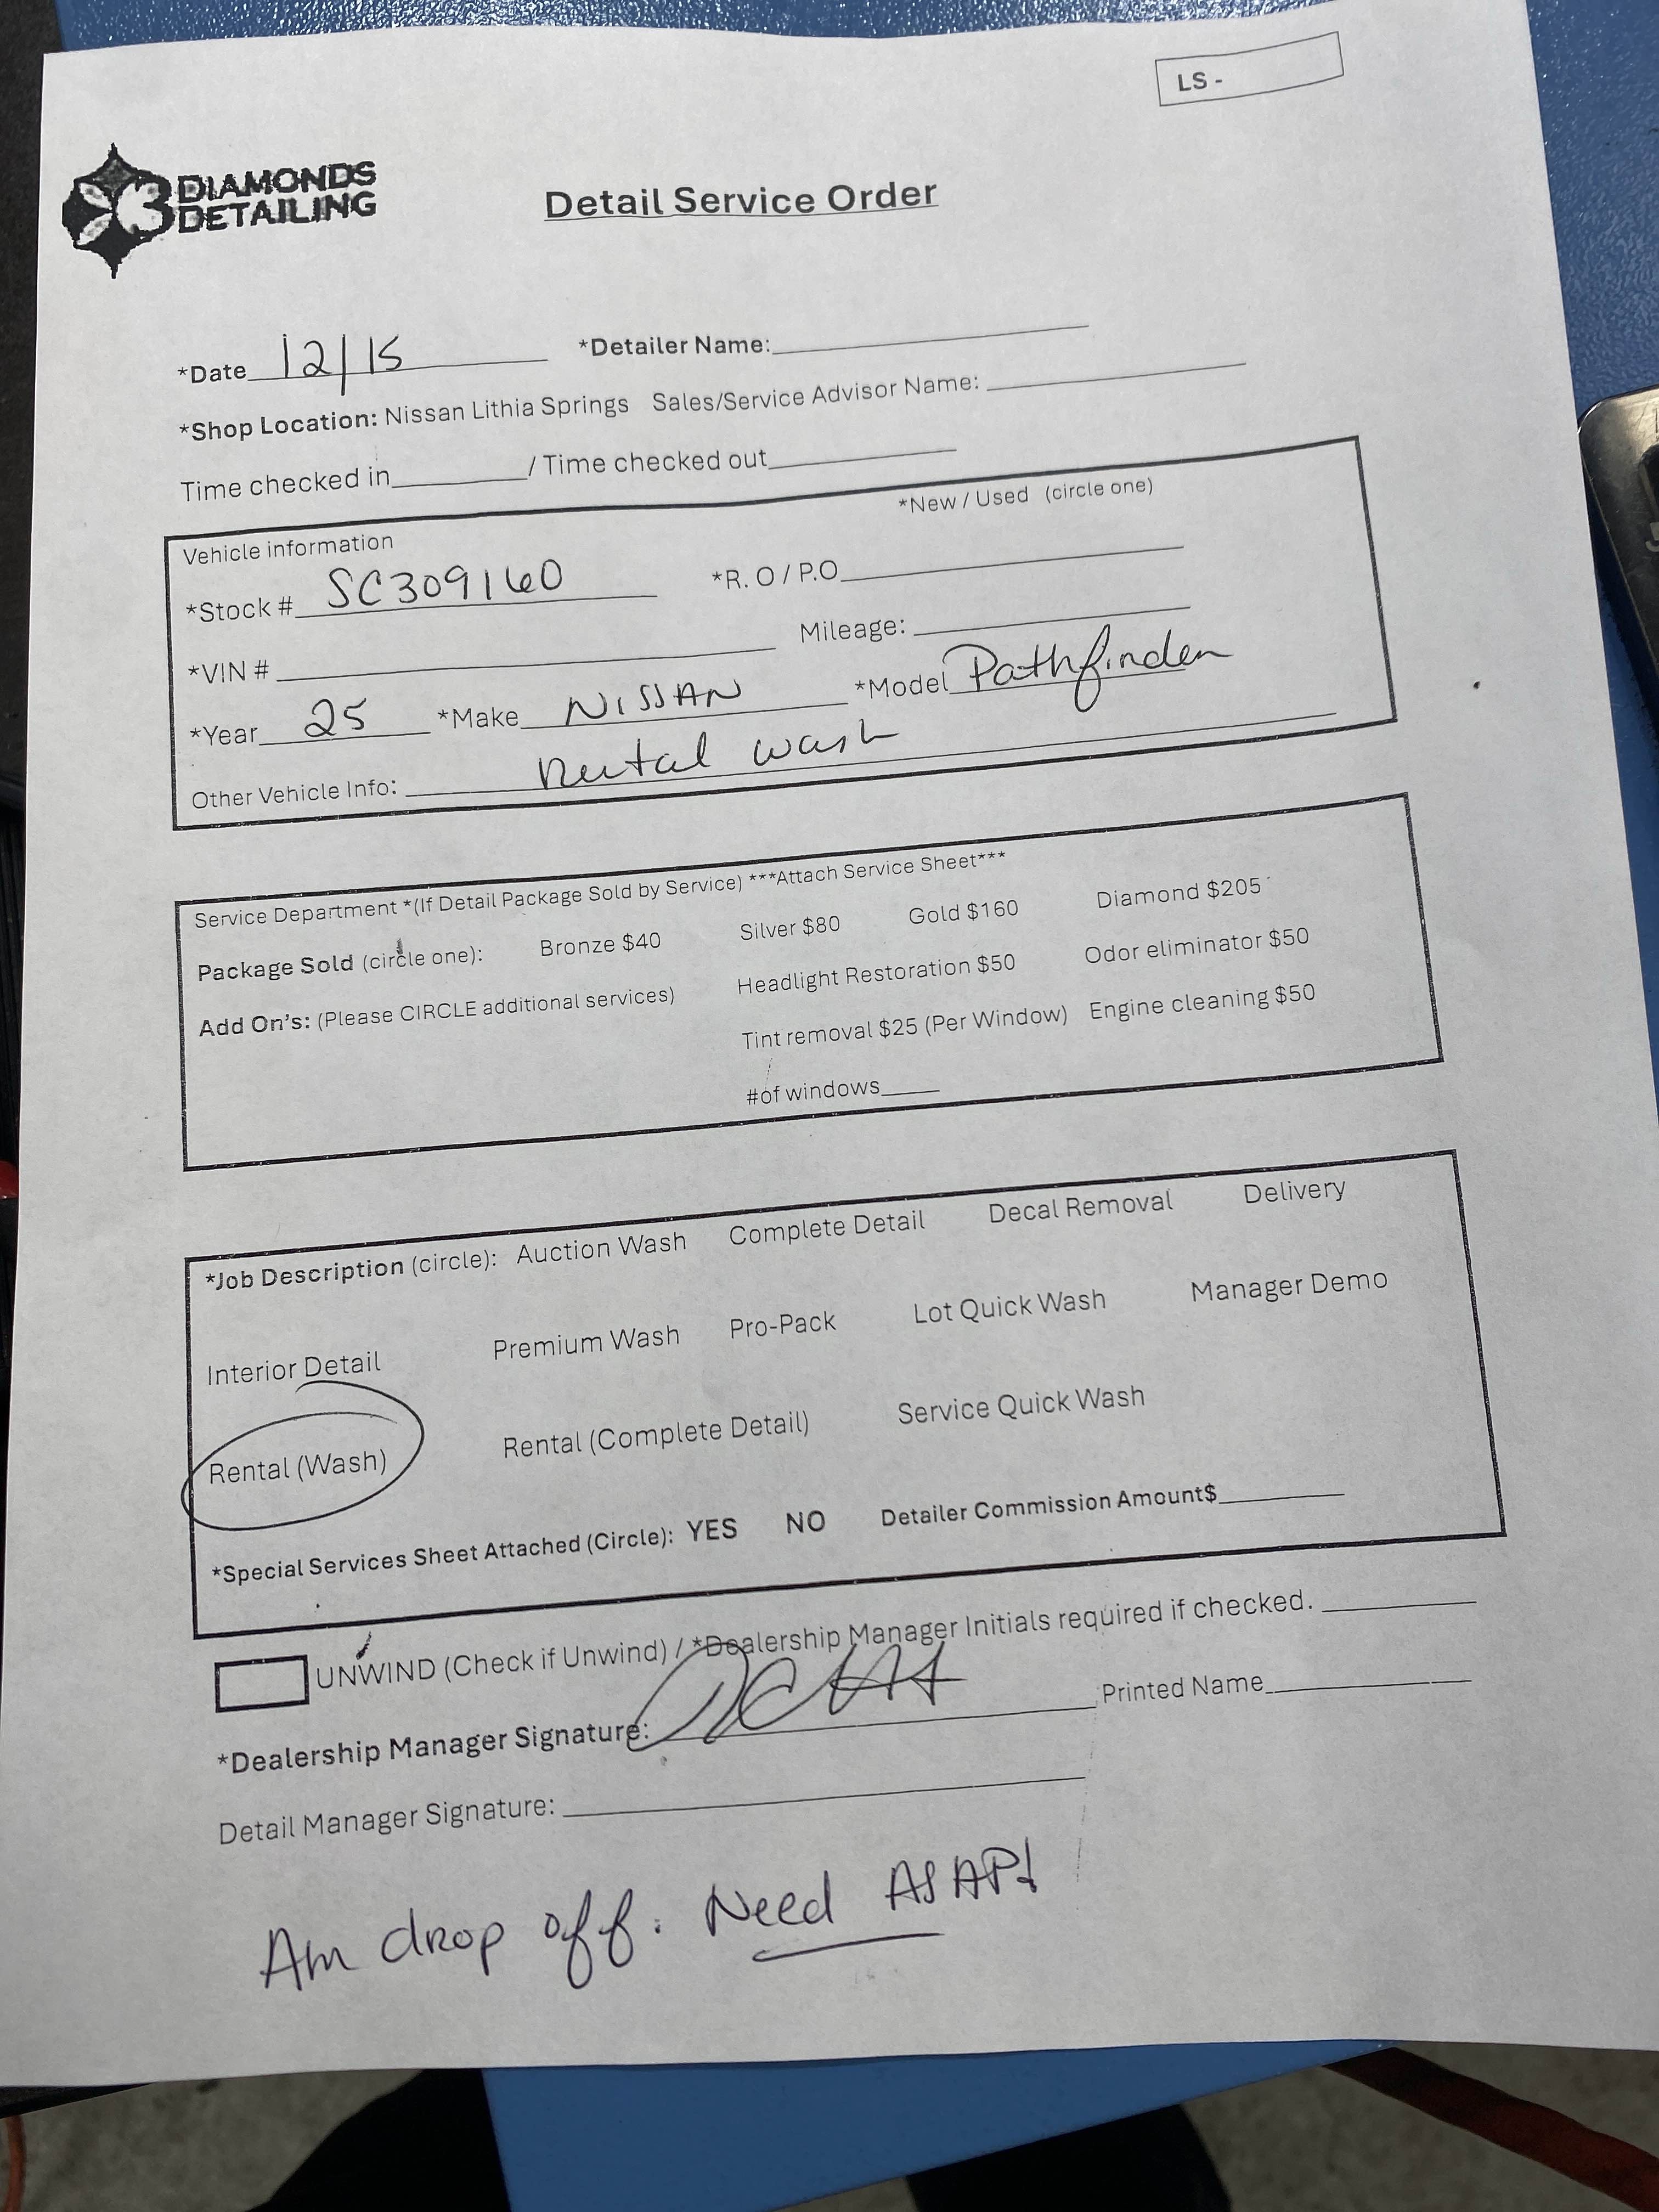 LS -
3 DIAMONDS
DETAILING
Detail Service Order
*Date 12/15 *Detailer Name:
*Shop Location: Nissan Lithia Springs Sales/Service Advisor Name:
Time checked in / Time checked out
*New / Used (circle one)
Vehicle information
*Stock # SC309160 *R. O / P.O
*VIN # Mileage:
*Year 25 *Make NISSAN *Model Pathfinder
Other Vehicle Info: Rental wash
Service Department *(If Detail Package Sold by Service) ***Attach Service Sheet***
Package Sold (circle one): Bronze $40 Silver $80 Gold $160 Diamond $205
Add On's: (Please CIRCLE additional services) Headlight Restoration $50 Odor eliminator $50
Tint removal $25 (Per Window) Engine cleaning $50
#of windows
*Job Description (circle): Auction Wash Complete Detail Decal Removal Delivery
Interior Detail Premium Wash Pro-Pack Lot Quick Wash Manager Demo
Rental (Wash) Rental (Complete Detail) Service Quick Wash
*Special Services Sheet Attached (Circle): YES NO Detailer Commission Amount$
UNWIND (Check if Unwind) / *Dealership Manager Initials required if checked.
*Dealership Manager Signature: Printed Name
Detail Manager Signature:
Am drop off. Need ASAP!